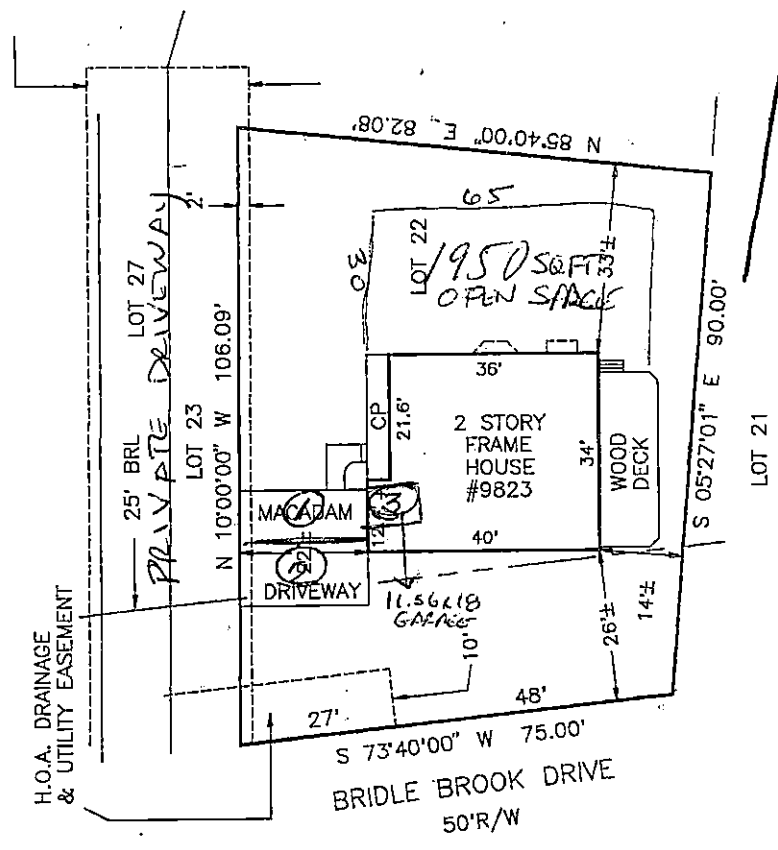 N 85°40'00" E 82.08'
PRIVATE DRIVEWAY
LOT 27
2'
25' BRL
LOT 23
N 10°00'00" W 106.09'
65
30
LOT 22
1950 SQFT
OPEN SPACE
33'±
36'
CP
21.6'
2 STORY
FRAME
HOUSE
#9823
34'
WOOD
DECK
S 05°27'01" E 90.00'
LOT 21
MACADAM
1
3
2
22'±
40'
DRIVEWAY
11.56x18
GARAGE
10'
26'±
14'±
H.O.A. DRAINAGE
& UTILITY EASEMENT
27'
48'
S 73°40'00" W 75.00'
BRIDLE BROOK DRIVE
50'R/W